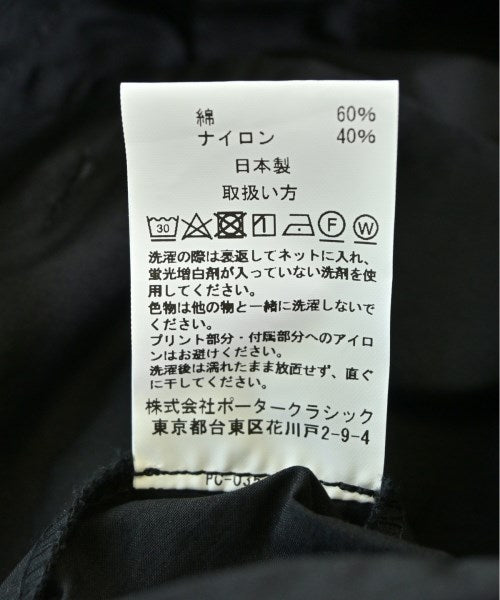 綿 60%
ナイロン 40%
日本製
取扱い方
30 F W
洗濯の際は裏返してネットに入れ、
蛍光増白剤が入っていない洗剤を使
用してください。
色物は他の物と一緒に洗濯しないで
ください。
プリント部分・付属部分へのアイロ
ンはお避けください。
洗濯後は濡れたまま放置せず、直ぐ
に干してください。
株式会社ポータークラシック
東京都台東区花川戸2-9-4